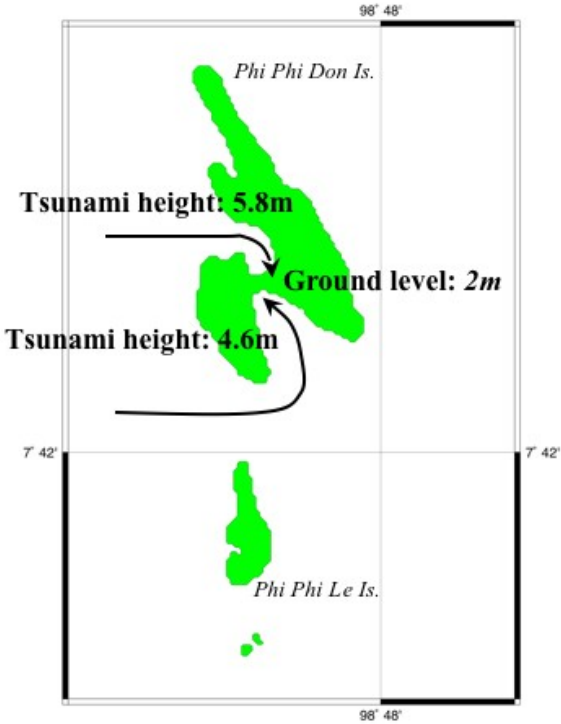 98° 48'
Phi Phi Don Is.
Tsunami height: 5.8m
Ground level: 2m
Tsunami height: 4.6m
7° 42' 7° 42'
Phi Phi Le Is.
98° 48'